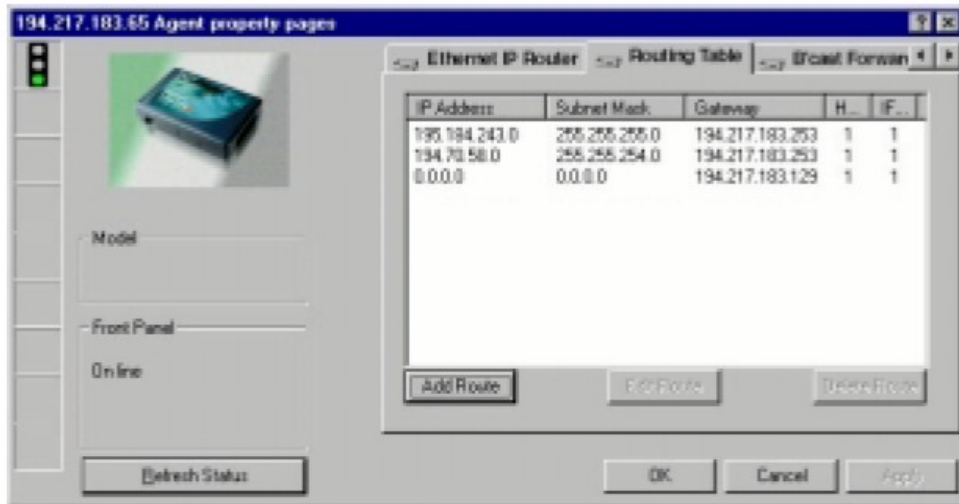 194.217.183.65 Agent property pages
Ethernet IP Router Routing Table B'cast Forwar
IP Address Subnet Mask Gateway H... IF...
195.184.243.0 255.255.255.0 194.217.183.253 1 1
194.70.58.0 255.255.254.0 194.217.183.253 1 1
0.0.0.0 0.0.0.0 194.217.183.129 1 1
Model
Front Panel
On line
Add Route Edit Route Delete Route
Refresh Status OK Cancel Apply